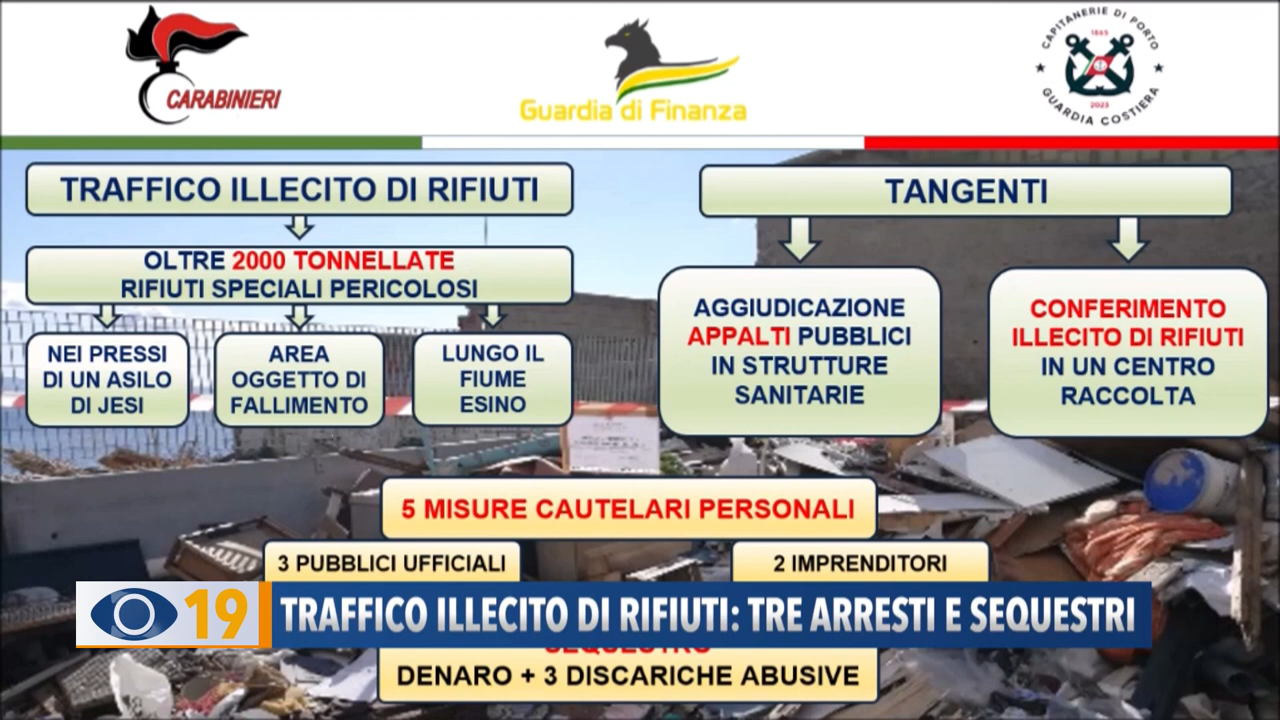 CARABINIERI
Guardia di Finanza
CAPITANERIE DI PORTO
1865
2023
GUARDIA COSTIERA
TRAFFICO ILLECITO DI RIFIUTI
OLTRE 2000 TONNELLATE
RIFIUTI SPECIALI PERICOLOSI
NEI PRESSI
DI UN ASILO
DI JESI
AREA
OGGETTO DI
FALLIMENTO
LUNGO IL
FIUME
ESINO
TANGENTI
AGGIUDICAZIONE
APPALTI PUBBLICI
IN STRUTTURE
SANITARIE
CONFERIMENTO
ILLECITO DI RIFIUTI
IN UN CENTRO
RACCOLTA
5 MISURE CAUTELARI PERSONALI
3 PUBBLICI UFFICIALI
2 IMPRENDITORI
19 TRAFFICO ILLECITO DI RIFIUTI: TRE ARRESTI E SEQUESTRI
SEQUESTRO
DENARO + 3 DISCARICHE ABUSIVE